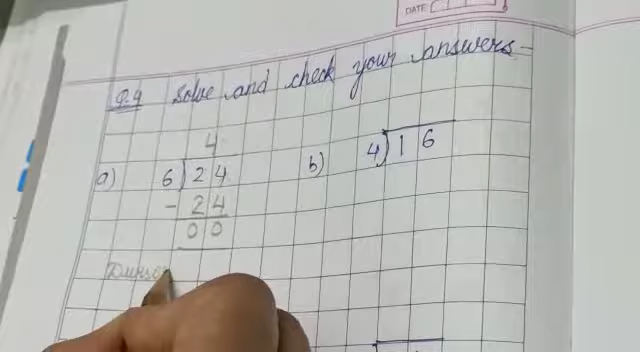 DATE
Q.4 Solve and check your answers-
4
a) 6)24 b) 4)16
- 24
00